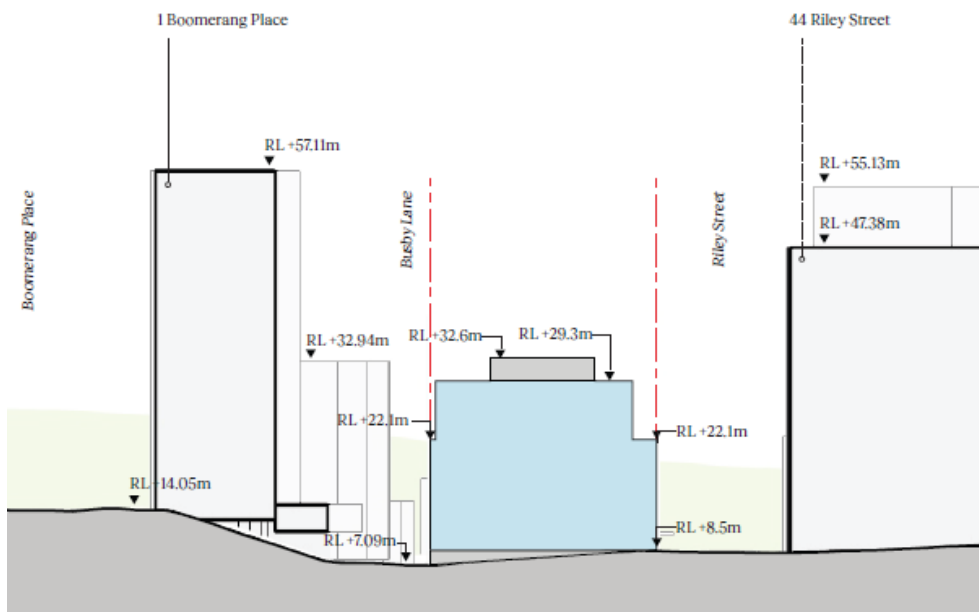 1 Boomerang Place
44 Riley Street
RL +57.11m
RL +55.13m
Boomerang Place
Busby Lane
Riley Street
RL +47.38m
RL +32.94m
RL +32.6m
RL +29.3m
RL +22.1m
RL +22.1m
RL +14.05m
RL +7.09m
RL +8.5m